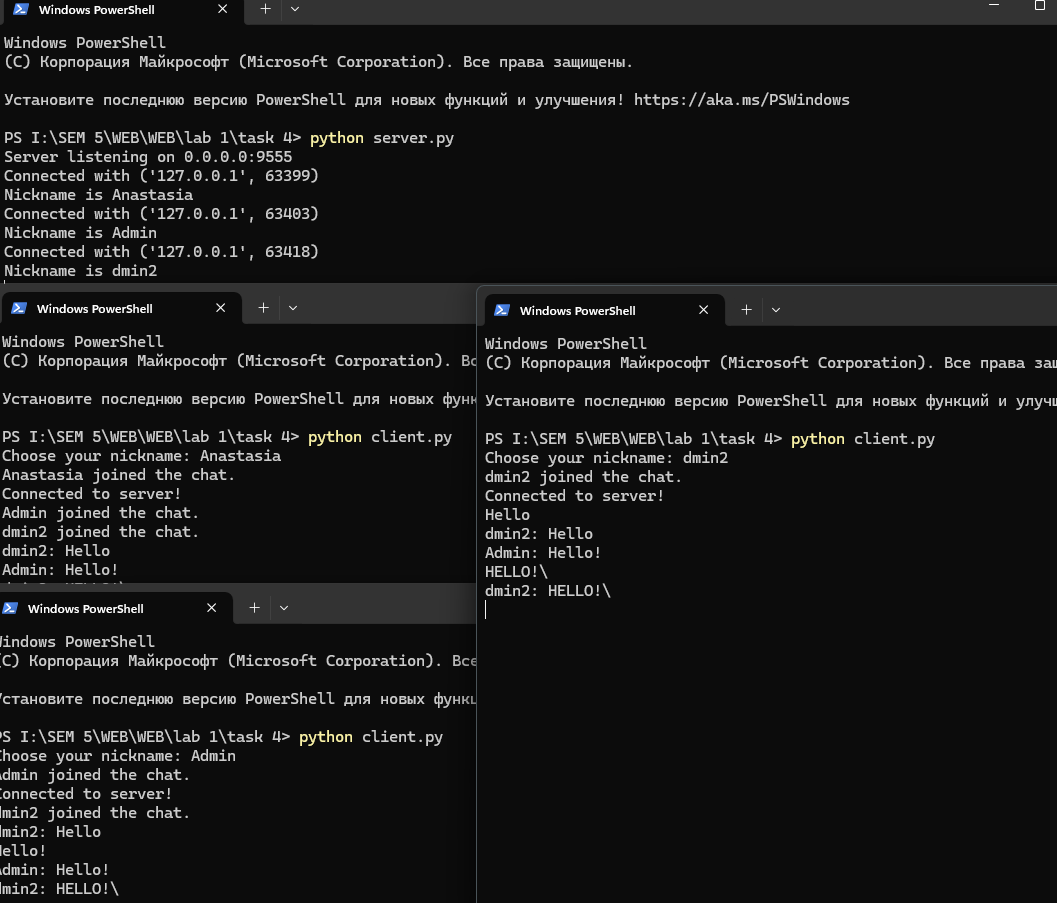 Windows PowerShell
Windows PowerShell
(C) Корпорация Майкрософт (Microsoft Corporation). Все права защищены.
Установите последнюю версию PowerShell для новых функций и улучшения! https://aka.ms/PSWindows
PS I:\SEM 5\WEB\WEB\lab 1\task 4> python server.py
Server listening on 0.0.0.0:9555
Connected with ('127.0.0.1', 63399)
Nickname is Anastasia
Connected with ('127.0.0.1', 63403)
Nickname is Admin
Connected with ('127.0.0.1', 63418)
Nickname is dmin2
Windows PowerShell
Windows PowerShell
(C) Корпорация Майкрософт (Microsoft Corporation). Вс
Установите последнюю версию PowerShell для новых функ
PS I:\SEM 5\WEB\WEB\lab 1\task 4> python client.py
Choose your nickname: Anastasia
Anastasia joined the chat.
Connected to server!
Admin joined the chat.
dmin2 joined the chat.
dmin2: Hello
Admin: Hello!
Windows PowerShell
Windows PowerShell
(C) Корпорация Майкрософт (Microsoft Corporation). Все права за
Установите последнюю версию PowerShell для новых функций и улуч
PS I:\SEM 5\WEB\WEB\lab 1\task 4> python client.py
Choose your nickname: dmin2
dmin2 joined the chat.
Connected to server!
Hello
dmin2: Hello
Admin: Hello!
HELLO!\
dmin2: HELLO!\
Windows PowerShell
Windows PowerShell
(C) Корпорация Майкрософт (Microsoft Corporation). Все
Установите последнюю версию PowerShell для новых функ
PS I:\SEM 5\WEB\WEB\lab 1\task 4> python client.py
Choose your nickname: Admin
Admin joined the chat.
Connected to server!
dmin2 joined the chat.
dmin2: Hello
Hello!
Admin: Hello!
dmin2: HELLO!\